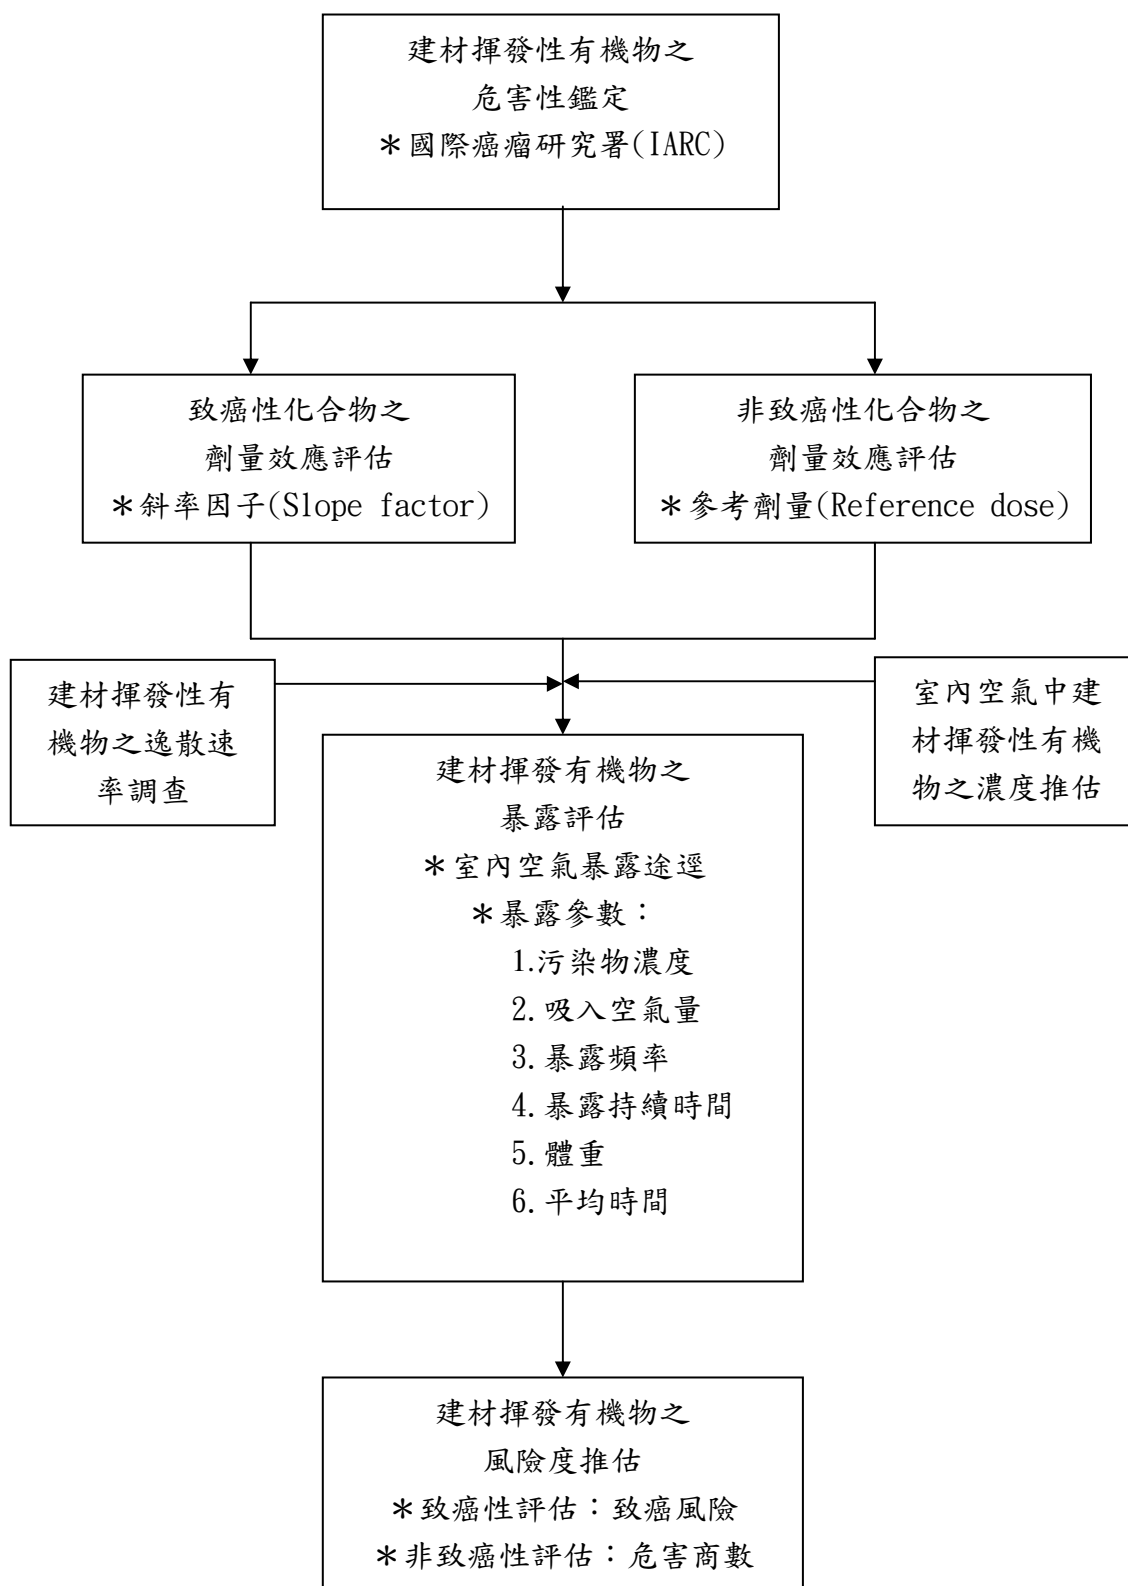 建材揮發性有機物之
危害性鑑定
＊國際癌瘤研究署(IARC)
致癌性化合物之
劑量效應評估
＊斜率因子(Slope factor)
非致癌性化合物之
劑量效應評估
＊參考劑量(Reference dose)
建材揮發性有
機物之逸散速
率調查
室內空氣中建
材揮發性有機
物之濃度推估
建材揮發有機物之
暴露評估
＊室內空氣暴露途逕
＊暴露參數：
1.污染物濃度
2.吸入空氣量
3.暴露頻率
4.暴露持續時間
5.體重
6.平均時間
建材揮發有機物之
風險度推估
＊致癌性評估：致癌風險
＊非致癌性評估：危害商數